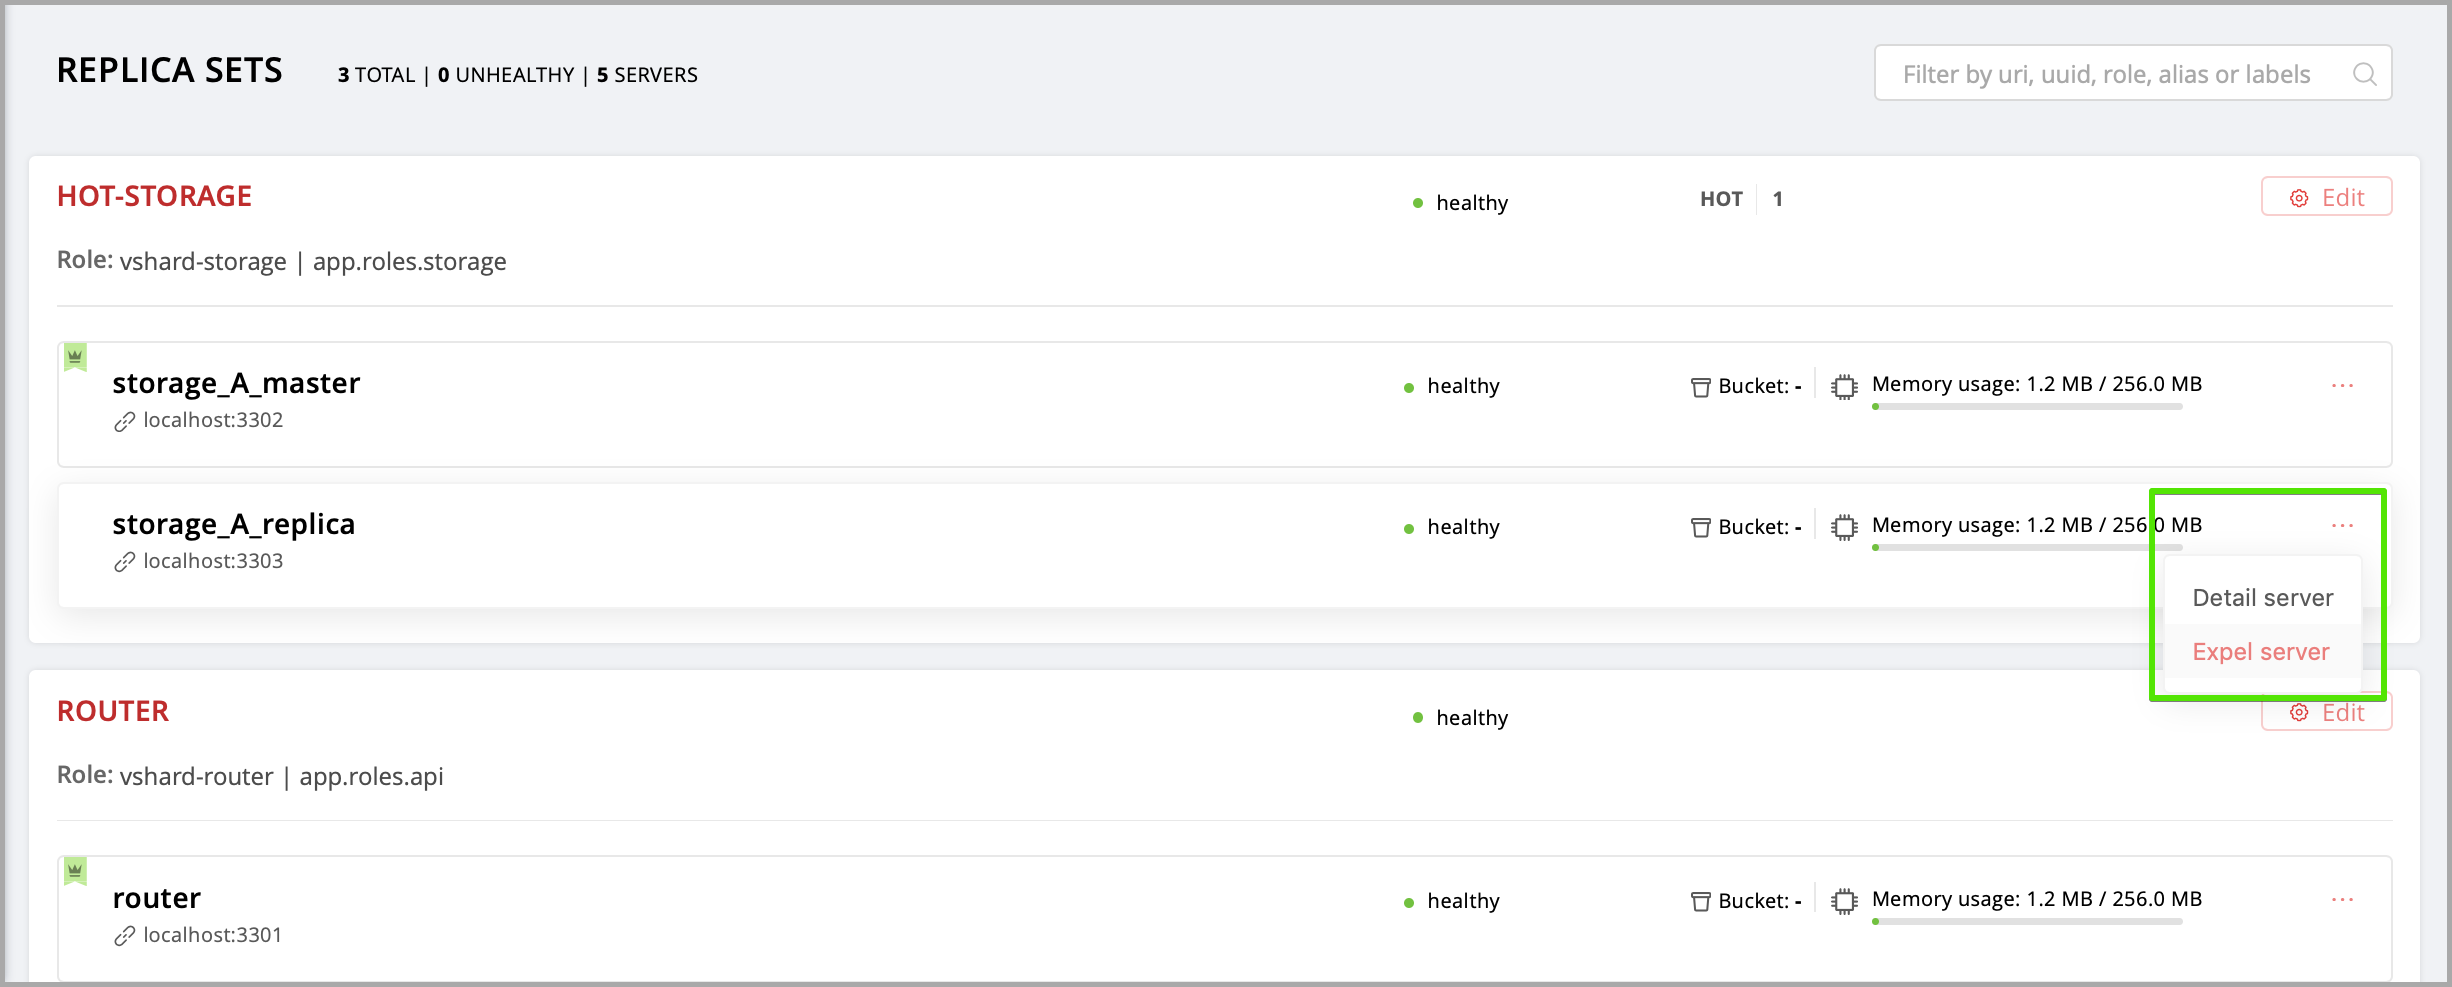 REPLICA SETS 3 TOTAL | 0 UNHEALTHY | 5 SERVERS Filter by uri, uuid, role, alias or labels
HOT-STORAGE healthy HOT 1 Edit
Role: vshard-storage | app.roles.storage
storage_A_master healthy Bucket: - Memory usage: 1.2 MB / 256.0 MB ...
localhost:3302
storage_A_replica healthy Bucket: - Memory usage: 1.2 MB / 256.0 MB ...
localhost:3303
Detail server
Expel server
ROUTER healthy Edit
Role: vshard-router | app.roles.api
router healthy Bucket: - Memory usage: 1.2 MB / 256.0 MB ...
localhost:3301